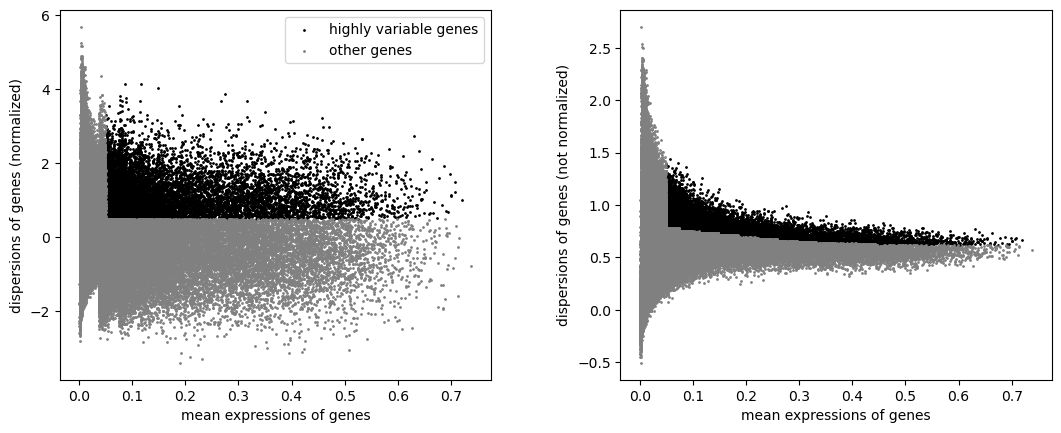 highly variable genes
other genes
dispersions of genes (normalized)
6
4
2
0
−2
0.0 0.1 0.2 0.3 0.4 0.5 0.6 0.7
mean expressions of genes
dispersions of genes (not normalized)
2.5
2.0
1.5
1.0
0.5
0.0
−0.5
0.0 0.1 0.2 0.3 0.4 0.5 0.6 0.7
mean expressions of genes